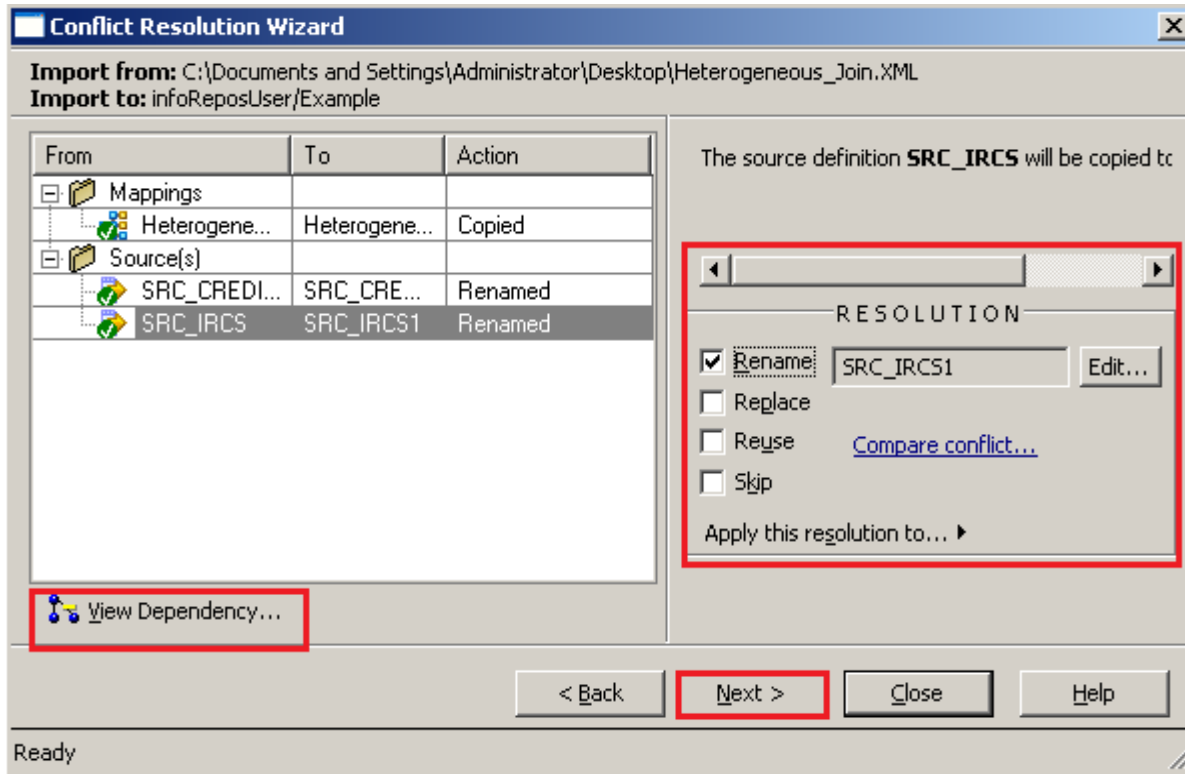 Conflict Resolution Wizard
Import from: C:\Documents and Settings\Administrator\Desktop\Heterogeneous_Join.XML
Import to: infoReposUser/Example
From To Action
Mappings
Heterogene... Heterogene... Copied
Source(s)
SRC_CREDI... SRC_CRE... Renamed
SRC_IRCS SRC_IRCS1 Renamed
View Dependency...
The source definition SRC_IRCS will be copied to
RESOLUTION
Rename SRC_IRCS1 Edit...
Replace
Reuse Compare conflict...
Skip
Apply this resolution to...
< Back Next > Close Help
Ready